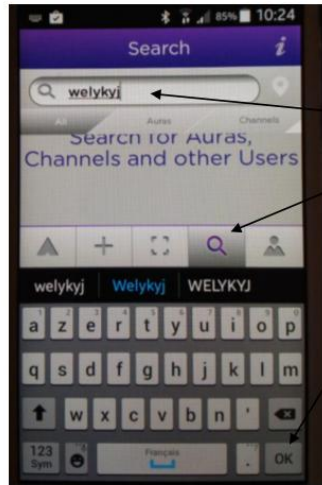 85% 10:24
Search i
welykyj
All Auras Channels
Search for Auras,
Channels and other Users
welykyj Welykyj WELYKYJ
a z e r t y u i o p
q s d f g h j k l m
w x c v b n '
123
Sym Français . OK